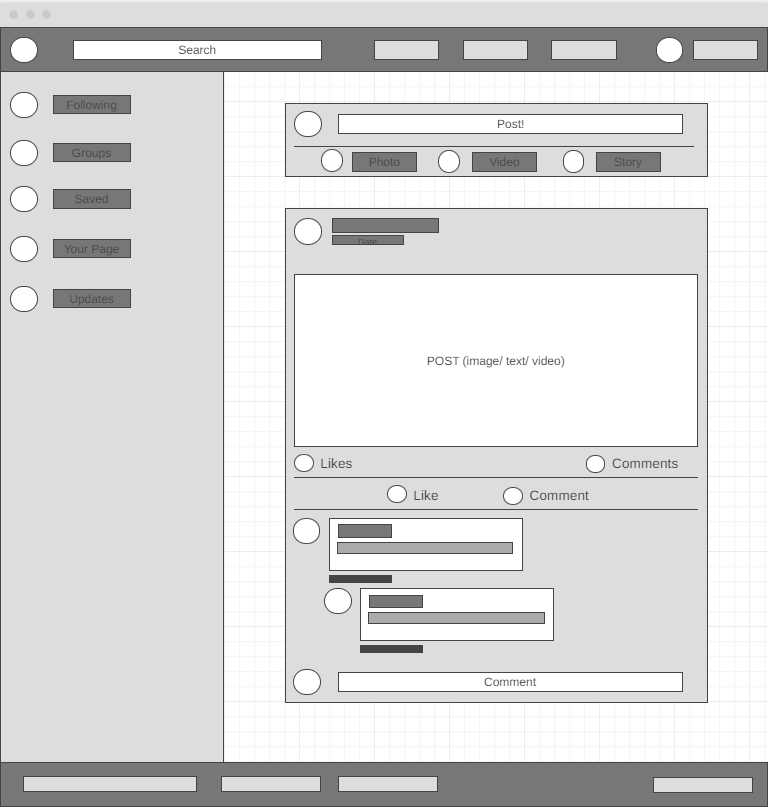 Search
Following
Groups
Saved
Your Page
Updates
Post!
Photo Video Story
Date
POST (image/ text/ video)
Likes Comments
Like Comment
Comment